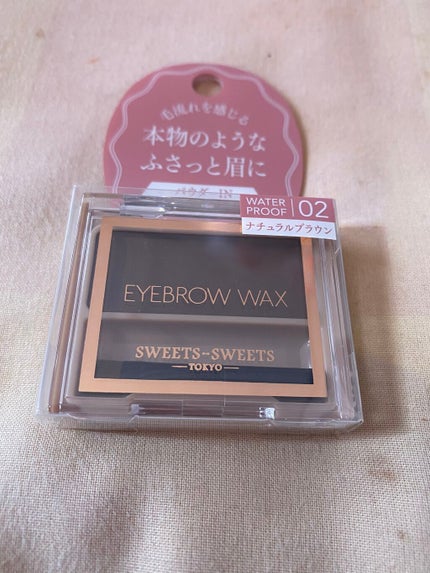 毛流れを感じる
本物のような
ふさっと眉に
パウダーIN
WATER
PROOF
02
ナチュラルブラウン
EYEBROW WAX
SWEETS~SWEETS
TOKYO